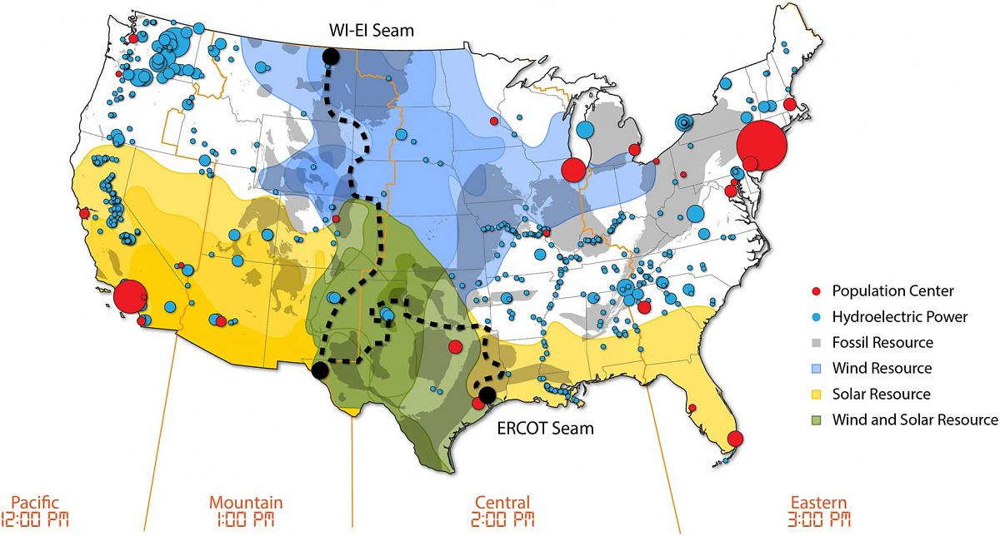 WI-EI Seam
Population Center
Hydroelectric Power
Fossil Resource
Wind Resource
Solar Resource
Wind and Solar Resource
ERCOT Seam
Pacific
12:00 PM
Mountain
1:00 PM
Central
2:00 PM
Eastern
3:00 PM